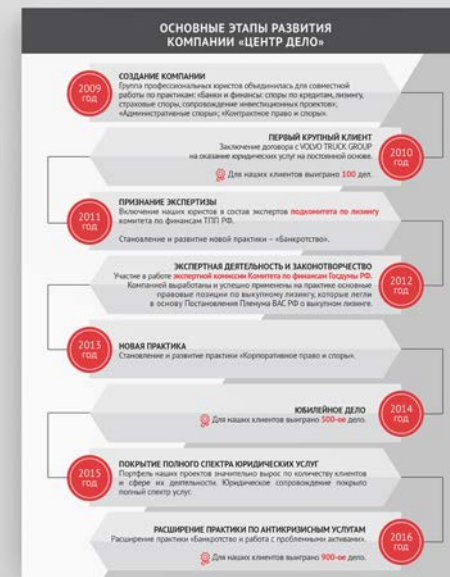 ОСНОВНЫЕ ЭТАПЫ РАЗВИТИЯ
КОМПАНИИ «ЦЕНТР ДЕЛО»
2009
год
СОЗДАНИЕ КОМПАНИИ
Группа профессиональных юристов объединилась для совместной
работы по практикам: «Банки и финансы: споры по кредитам, лизингу,
страховые споры, сопровождение инвестиционных проектов»;
«Административные споры»; «Контрактное право и споры».
ПЕРВЫЙ КРУПНЫЙ КЛИЕНТ
Заключение договора с VOLVO TRUCK GROUP
на оказание юридических услуг на постоянной основе.
Для наших клиентов выиграно 100 дел.
2010
год
2011
год
ПРИЗНАНИЕ ЭКСПЕРТИЗЫ
Включение наших юристов в состав экспертов подкомитета по лизингу
комитета по финансам ТПП РФ.
Становление и развитие новой практики – «Банкротство».
ЭКСПЕРТНАЯ ДЕЯТЕЛЬНОСТЬ И ЗАКОНОТВОРЧЕСТВО
Участие в работе экспертной комиссии Комитета по финансам Госдумы РФ.
Компанией выработаны и успешно применены на практике основные
правовые позиции по выкупному лизингу, которые легли
в основу Постановления Пленума ВАС РФ о выкупном лизинге.
2012
год
2013
год
НОВАЯ ПРАКТИКА
Становление и развитие практики «Корпоративное право и споры».
ЮБИЛЕЙНОЕ ДЕЛО
Для наших клиентов выиграно 500-ое дело.
2014
год
2015
год
ПОКРЫТИЕ ПОЛНОГО СПЕКТРА ЮРИДИЧЕСКИХ УСЛУГ
Портфель наших проектов значительно вырос по количеству клиентов
и сфере их деятельности. Юридическое сопровождение покрыло
полный спектр услуг.
РАСШИРЕНИЕ ПРАКТИКИ ПО АНТИКРИЗИСНЫМ УСЛУГАМ
Расширение практики «Банкротство и работа с проблемными активами».
Для наших клиентов выиграно 900-ое дело.
2016
год